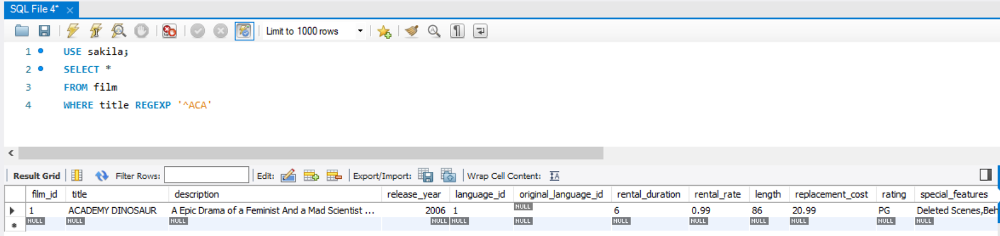 SQL File 4* ×
Limit to 1000 rows
1 USE sakila;
2 SELECT *
3 FROM film
4 WHERE title REGEXP '^ACA'
Result Grid Filter Rows: Edit: Export/Import: Wrap Cell Content: IA
film_id title description release_year language_id original_language_id rental_duration rental_rate length replacement_cost rating special_features
1 ACADEMY DINOSAUR A Epic Drama of a Feminist And a Mad Scientist ... 2006 1 NULL 6 0.99 86 20.99 PG Deleted Scenes,Beh
NULL NULL NULL NULL NULL NULL NULL NULL NULL NULL NULL NULL